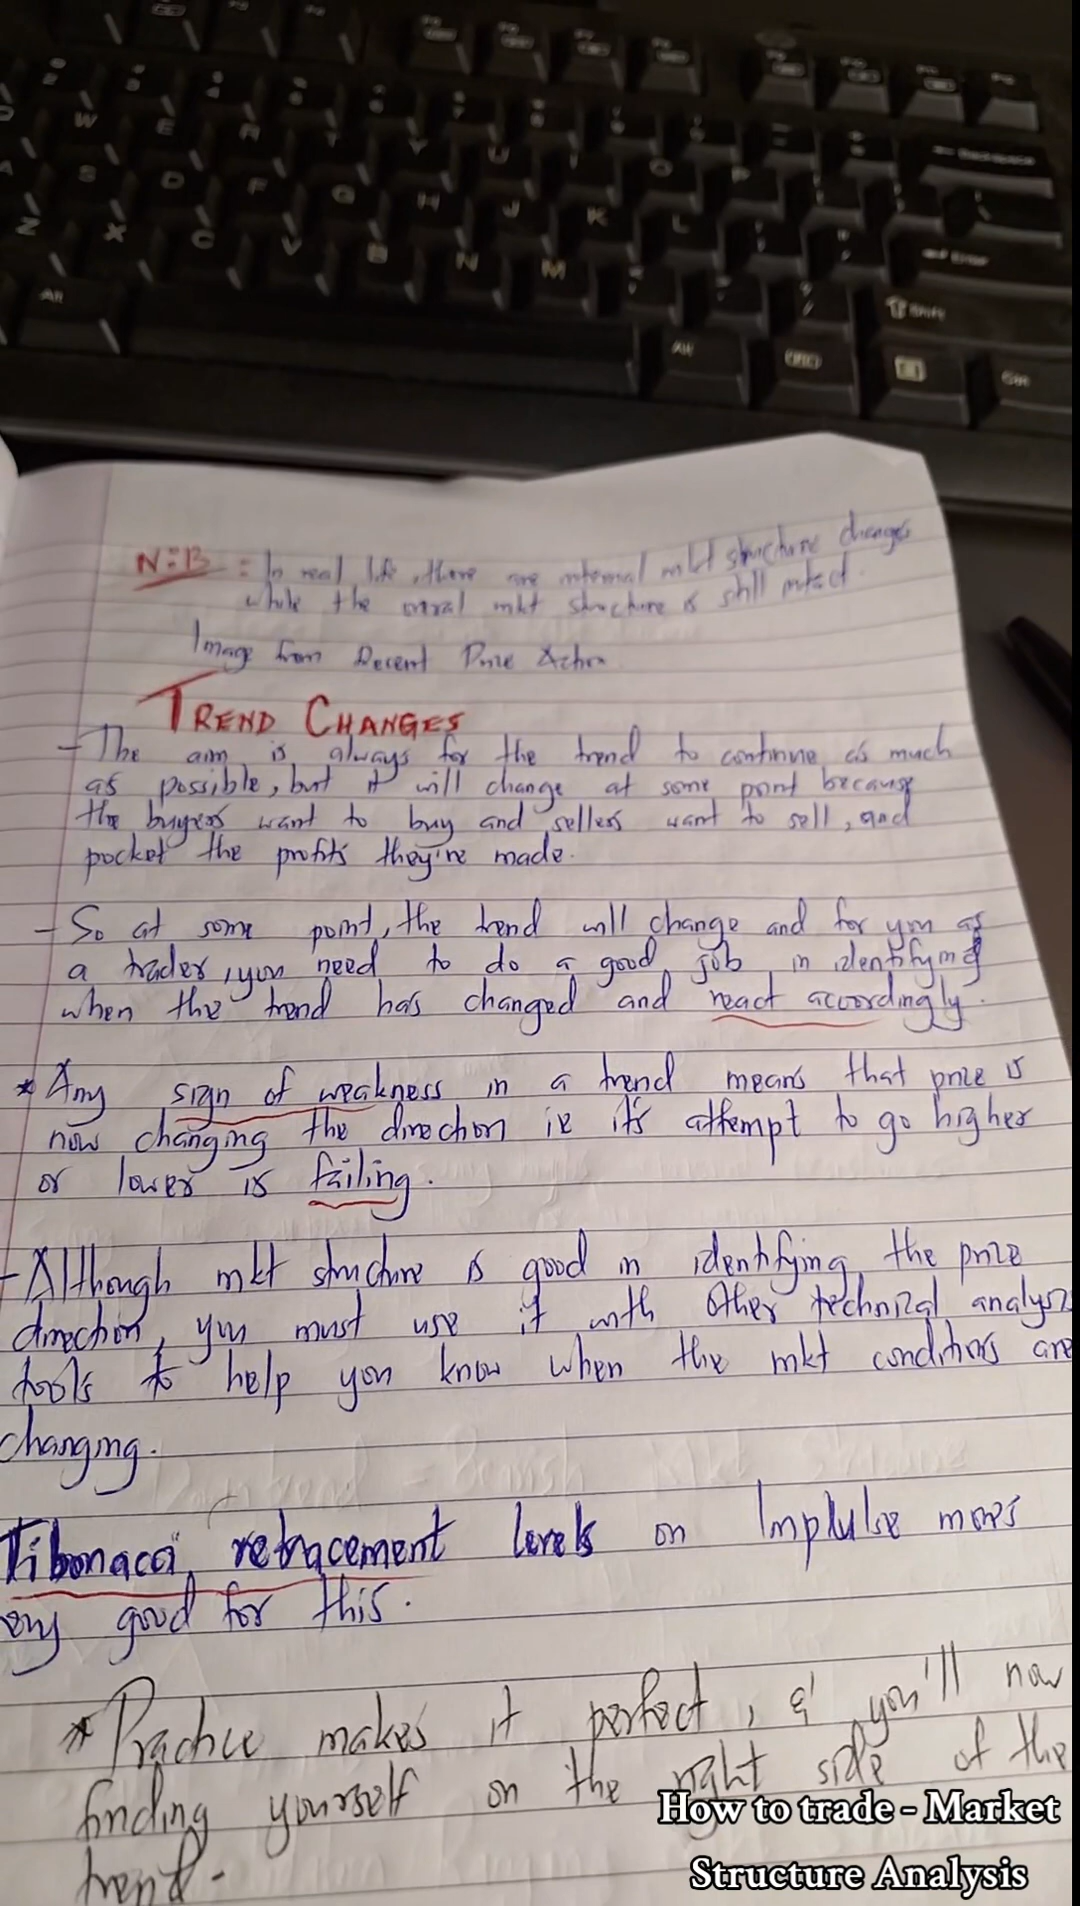 N:B = In real life, there are internal mkt structure changes
while the overal mkt structure is still intact.
Image from Decent Price Action
TREND CHANGES
- The aim is always for the trend to continue as much
as possible, but it will change at some point because
the buyers want to buy and sellers want to sell, and
pocket the profits they're made.
- So at some point, the trend will change and for you as
a trader, you need to do a good job in identifying
when the trend has changed and react accordingly.
* Any sign of weakness in a trend means that price is
now changing the direction ie it's attempt to go higher
or lower is failing.
- Although mkt structure is good in identifying the price
direction, you must use it with other technical analysis
tools to help you know when the mkt conditions are
changing.
Fibonacci retracement levels on Implulse moves
good for this.
* Practice makes it perfect, & you'll now
finding yourself on the right side of the
trend -
How to trade - Market
Structure Analysis